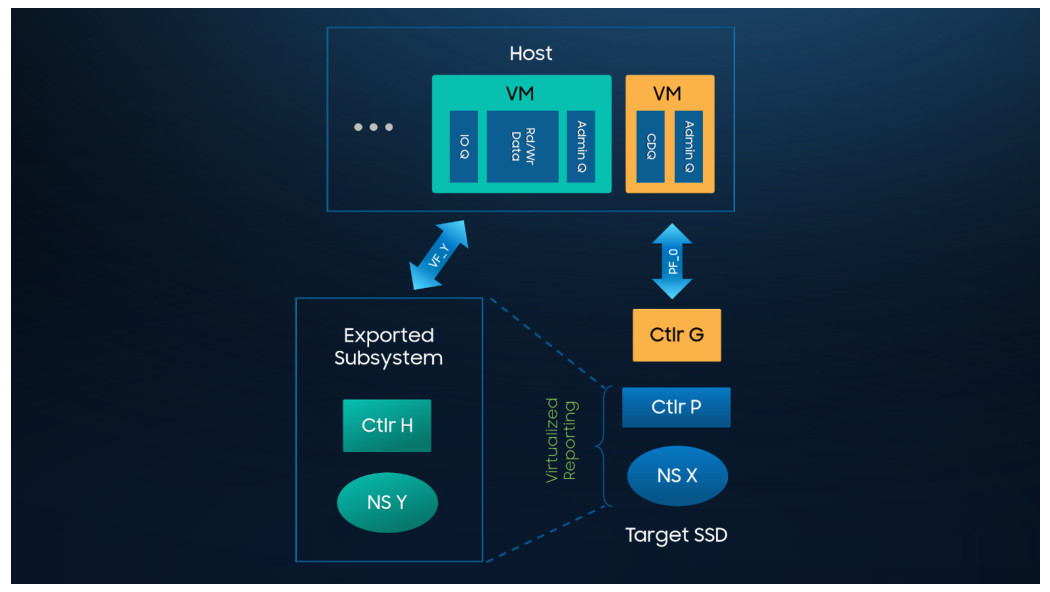 Host
VM
VM
IO Q
Rd/Wr
Data
Admin Q
CDQ
Admin Q
VF_Y
PF_0
Exported
Subsystem
Ctlr H
NS Y
Virtualized
Reporting
Ctlr G
Ctlr P
NS X
Target SSD